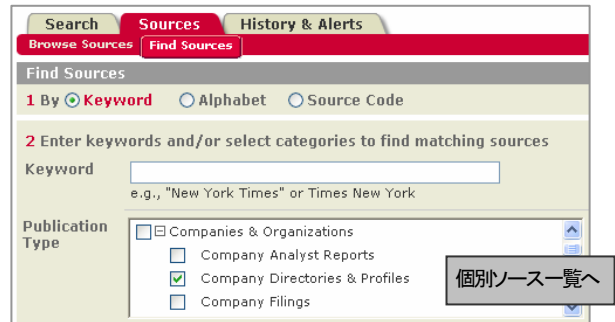 Search Sources History & Alerts
Browse Sources Find Sources
Find Sources
1 By Keyword Alphabet Source Code
2 Enter keywords and/or select categories to find matching sources
Keyword
e.g., "New York Times" or Times New York
Publication Type
Companies & Organizations
Company Analyst Reports
Company Directories & Profiles
個別ソース一覧へ
Company Filings